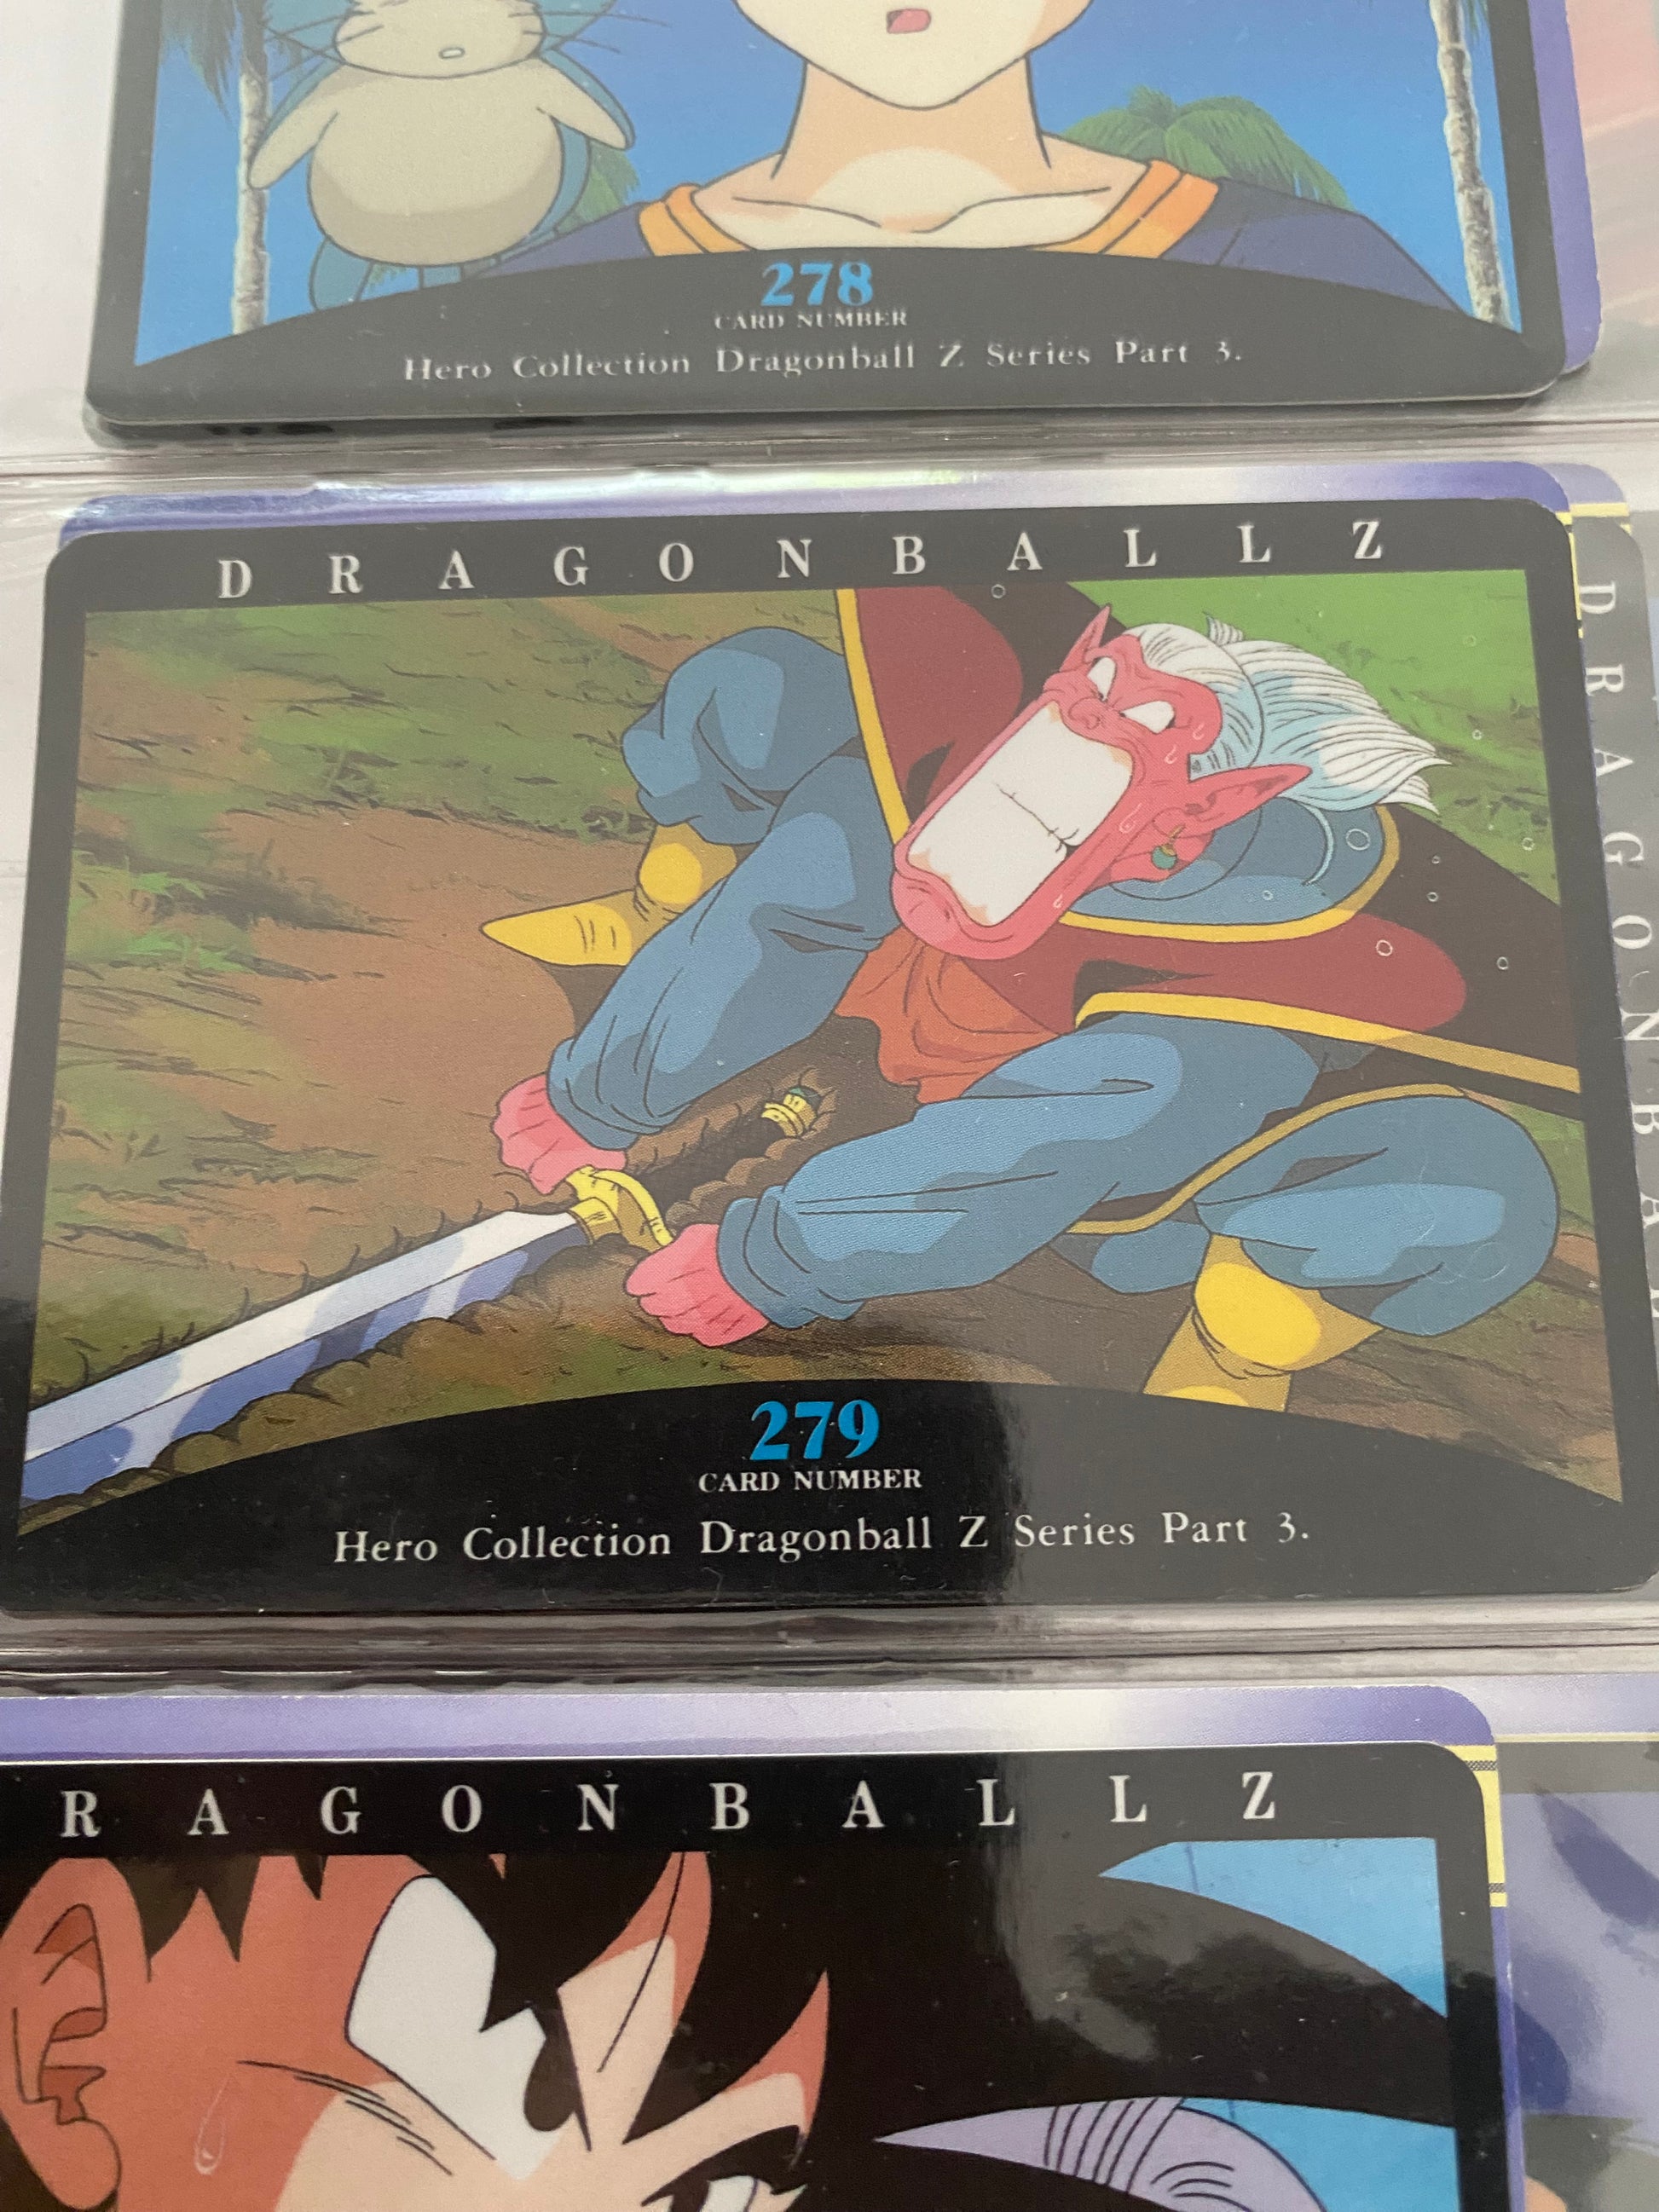 278
CARD NUMBER
Hero Collection Dragonball Z Series Part 3.
DRAGONBALLZ
279
CARD NUMBER
Hero Collection Dragonball Z Series Part 3.
DRAGONBA
RAGONBALLZ